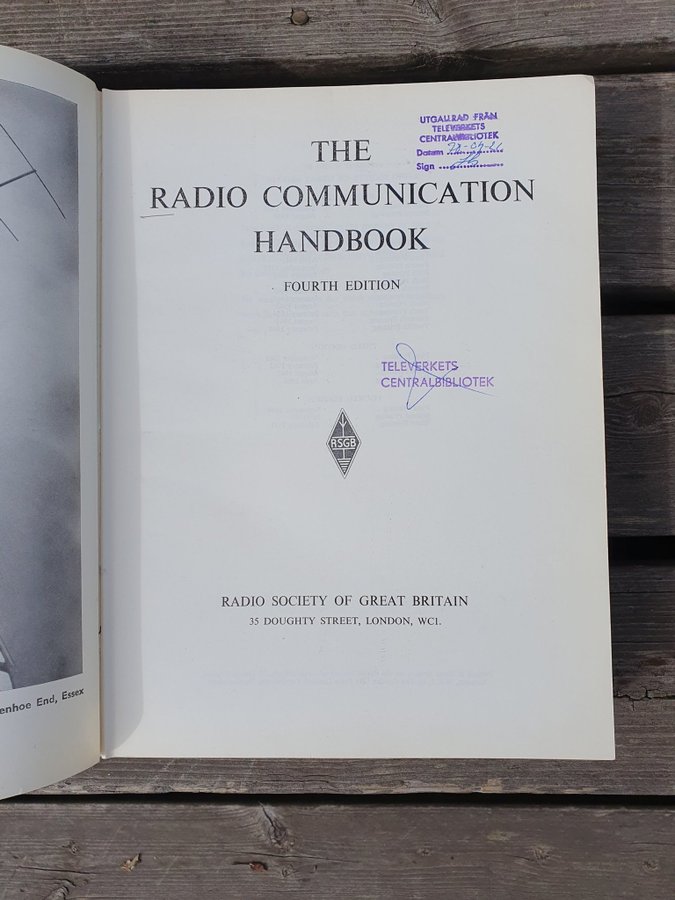 THE
RADIO COMMUNICATION
HANDBOOK
FOURTH EDITION
UTGALLRAD FRÅN
TELEVERKETS
CENTRALBIBLIOTEK
Datum
Sign
TELEVERKETS
CENTRALBIBLIOTEK
RSGB
RADIO SOCIETY OF GREAT BRITAIN
35 DOUGHTY STREET, LONDON, WC1.
enhoe End, Essex